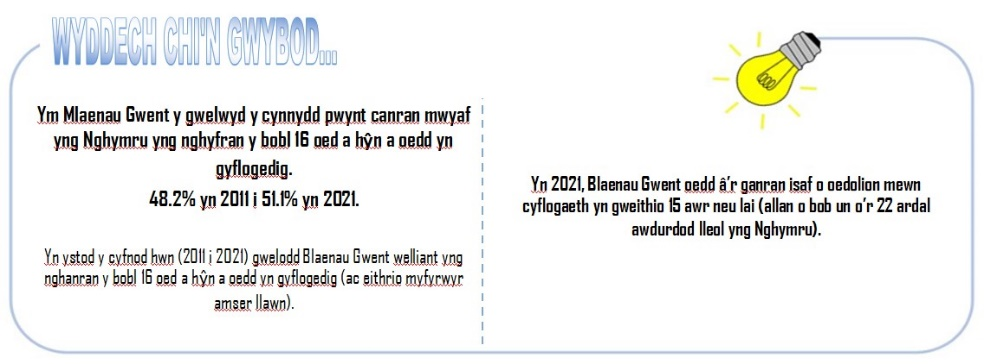 WYDDECH CHI'N GWYBOD...
Ym Mlaenau Gwent y gwelwyd y cynnydd pwynt canran mwyaf
yng Nghymru yng nghyfran y bobl 16 oed a hŷn a oedd yn
gyflogedig.
48.2% yn 2011 i 51.1% yn 2021.
Yn ystod y cyfnod hwn (2011 i 2021) gwelodd Blaenau Gwent welliant yng
nghanran y bobl 16 oed a hŷn a oedd yn gyflogedig (ac eithrio myfyrwyr
amser llawn).
Yn 2021, Blaenau Gwent oedd â'r ganran isaf o oedolion mewn
cyflogaeth yn gweithio 15 awr neu lai (allan o bob un o'r 22 ardal
awdurdod lleol yng Nghymru).